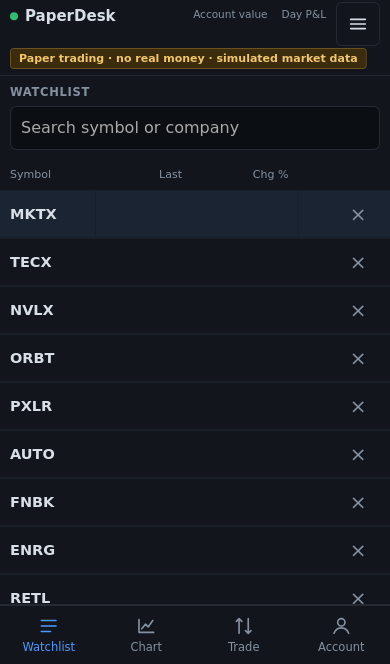 PaperDesk
Account value Day P&L
Paper trading · no real money · simulated market data
WATCHLIST
Search symbol or company
Symbol Last Chg %
MKTX
TECX
NVLX
ORBT
PXLR
AUTO
FNBK
ENRG
RETL
Watchlist Chart Trade Account